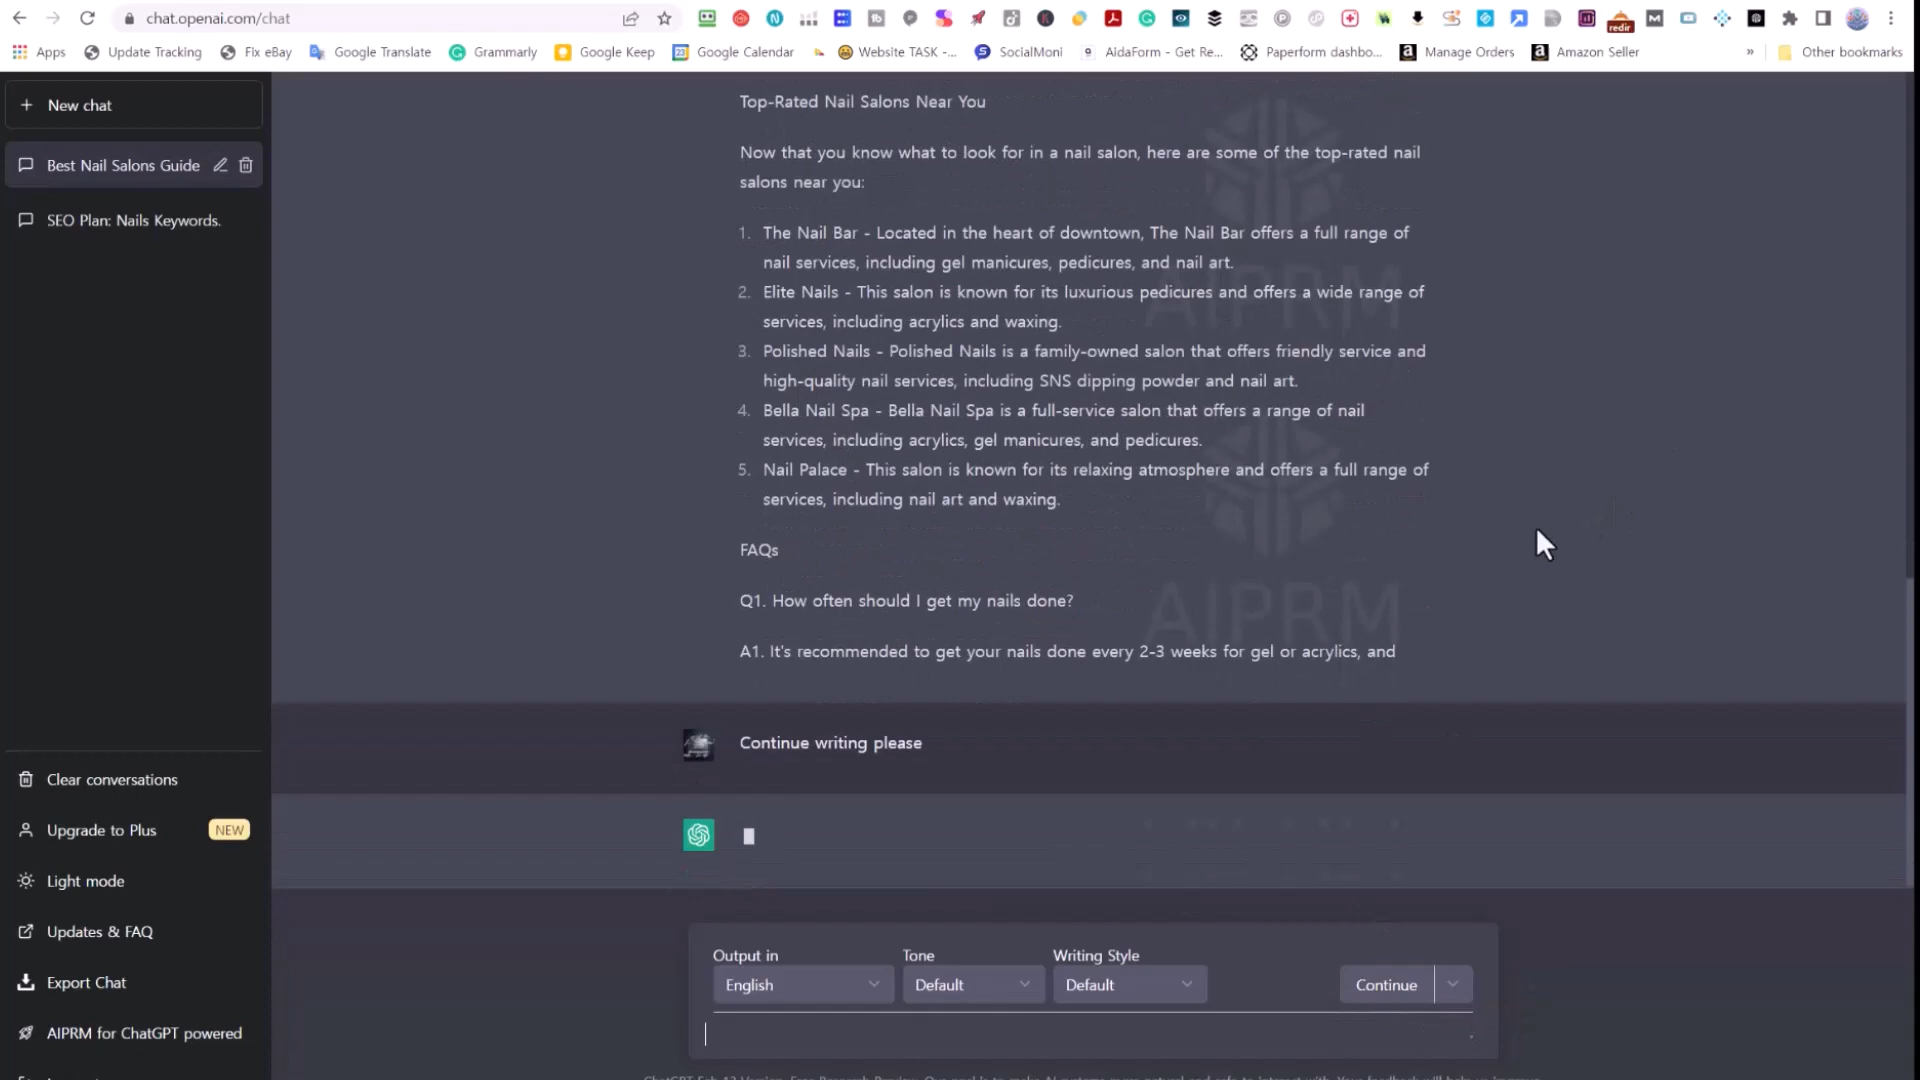 chat.openai.com/chat
redir
Apps
Update Tracking
Fix eBay
Google Translate
Grammarly
Google Keep
Google Calendar
Website TASK -...
SocialMoni
AidaForm - Get Re...
Paperform dashbo...
Manage Orders
Amazon Seller
»
Other bookmarks
+ New chat
Best Nail Salons Guide
SEO Plan: Nails Keywords.
Clear conversations
Upgrade to Plus
NEW
Light mode
Updates & FAQ
Export Chat
AIPRM for ChatGPT powered
Top-Rated Nail Salons Near You
Now that you know what to look for in a nail salon, here are some of the top-rated nail
salons near you:
1. The Nail Bar - Located in the heart of downtown, The Nail Bar offers a full range of
nail services, including gel manicures, pedicures, and nail art.
2. Elite Nails - This salon is known for its luxurious pedicures and offers a wide range of
services, including acrylics and waxing.
3. Polished Nails - Polished Nails is a family-owned salon that offers friendly service and
high-quality nail services, including SNS dipping powder and nail art.
4. Bella Nail Spa - Bella Nail Spa is a full-service salon that offers a range of nail
services, including acrylics, gel manicures, and pedicures.
5. Nail Palace - This salon is known for its relaxing atmosphere and offers a full range of
services, including nail art and waxing.
FAQs
Q1. How often should I get my nails done?
A1. It's recommended to get your nails done every 2-3 weeks for gel or acrylics, and
AIPRM
AIPRM
Continue writing please
Output in
Tone
Writing Style
English
Default
Default
Continue